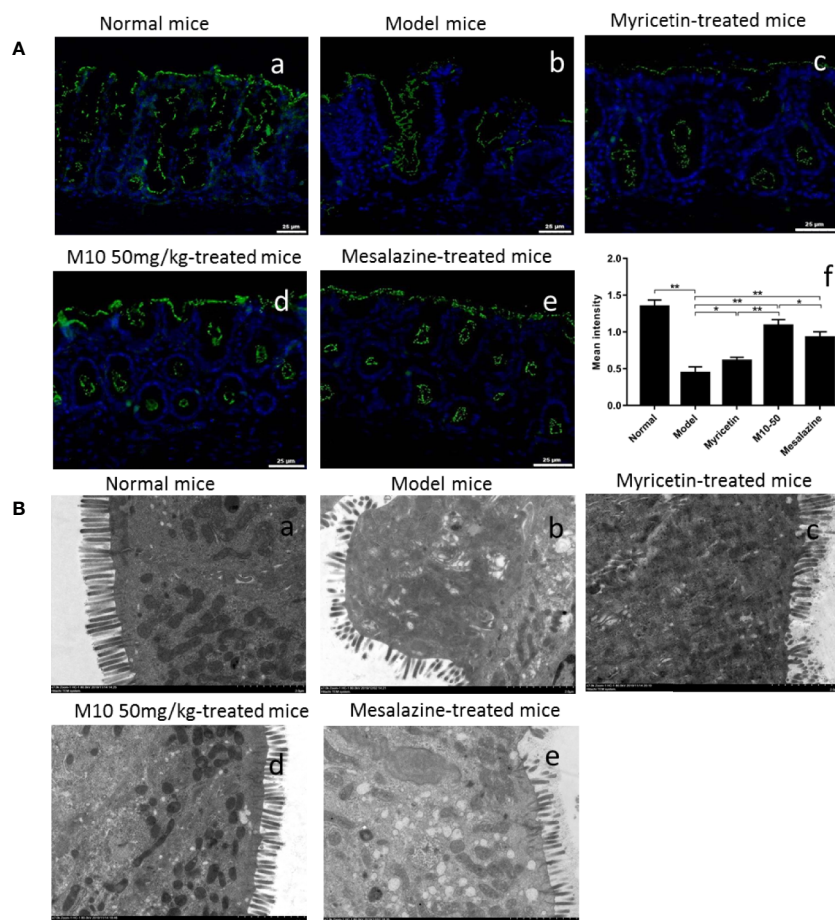 Normal mice
Model mice
Myricetin-treated mice
A
a
b
c
25 µm
25 µm
25 µm
M10 50mg/kg-treated mice
Mesalazine-treated mice
d
e
f
25 µm
25 µm
2.0
1.5
1.0
0.5
0.0
Mean intensity
**
**
**
*
*
**
Normal
Model
Myricetin
M10-50
Mesalazine
B
Normal mice
Model mice
Myricetin-treated mice
a
b
c
M10 50mg/kg-treated mice
Mesalazine-treated mice
d
e